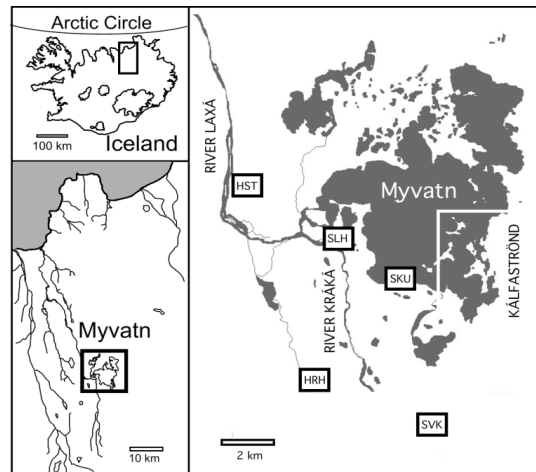 Arctic Circle
100 km
Iceland
Myvatn
10 km
RIVER LAXÁ
HST
Myvatn
SLH
SKU
KÁLFASTRÖND
RIVER KRÁKÁ
HRH
SVK
2 km